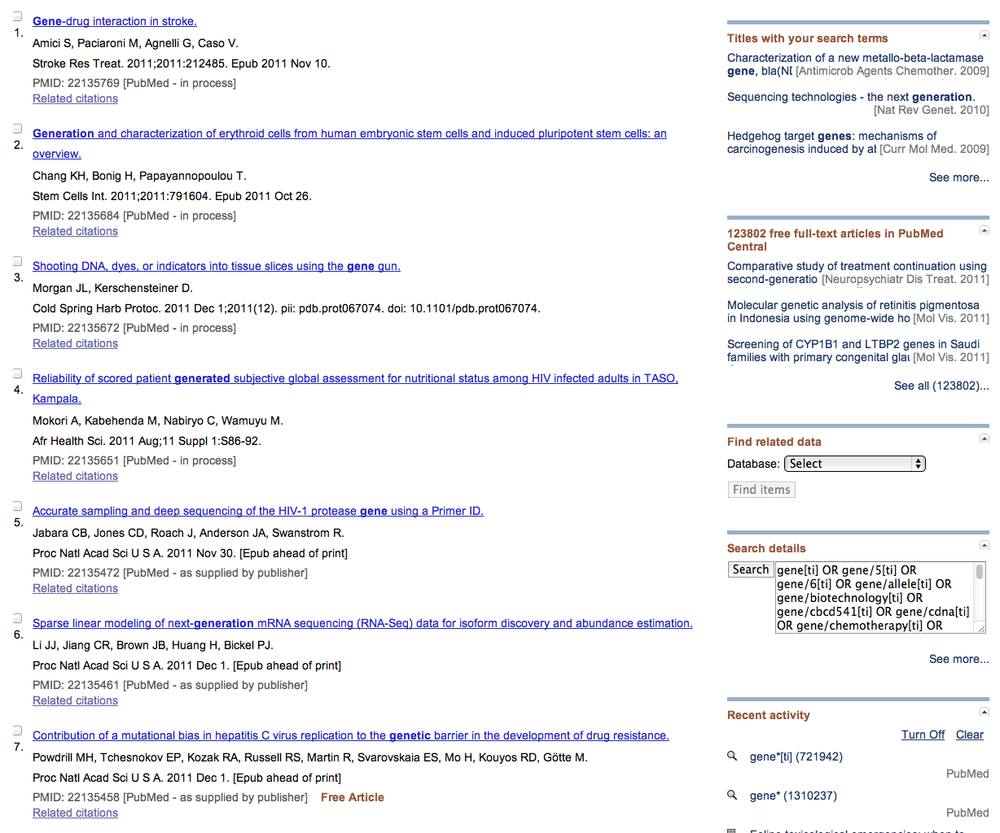 1.
Gene-drug interaction in stroke.
Amici S, Paciaroni M, Agnelli G, Caso V.
Stroke Res Treat. 2011;2011:212485. Epub 2011 Nov 10.
PMID: 22135769 [PubMed - in process]
Related citations
2.
Generation and characterization of erythroid cells from human embryonic stem cells and induced pluripotent stem cells: an
overview.
Chang KH, Bonig H, Papayannopoulou T.
Stem Cells Int. 2011;2011:791604. Epub 2011 Oct 26.
PMID: 22135684 [PubMed - in process]
Related citations
3.
Shooting DNA, dyes, or indicators into tissue slices using the gene gun.
Morgan JL, Kerschensteiner D.
Cold Spring Harb Protoc. 2011 Dec 1;2011(12). pii: pdb.prot067074. doi: 10.1101/pdb.prot067074.
PMID: 22135672 [PubMed - in process]
Related citations
4.
Reliability of scored patient generated subjective global assessment for nutritional status among HIV infected adults in TASO,
Kampala.
Mokori A, Kabehenda M, Nabiryo C, Wamuyu M.
Afr Health Sci. 2011 Aug;11 Suppl 1:S86-92.
PMID: 22135651 [PubMed - in process]
Related citations
5.
Accurate sampling and deep sequencing of the HIV-1 protease gene using a Primer ID.
Jabara CB, Jones CD, Roach J, Anderson JA, Swanstrom R.
Proc Natl Acad Sci U S A. 2011 Nov 30. [Epub ahead of print]
PMID: 22135472 [PubMed - as supplied by publisher]
Related citations
6.
Sparse linear modeling of next-generation mRNA sequencing (RNA-Seq) data for isoform discovery and abundance estimation.
Li JJ, Jiang CR, Brown JB, Huang H, Bickel PJ.
Proc Natl Acad Sci U S A. 2011 Dec 1. [Epub ahead of print]
PMID: 22135461 [PubMed - as supplied by publisher]
Related citations
7.
Contribution of a mutational bias in hepatitis C virus replication to the genetic barrier in the development of drug resistance.
Powdrill MH, Tchesnokov EP, Kozak RA, Russell RS, Martin R, Svarovskaia ES, Mo H, Kouyos RD, Götte M.
Proc Natl Acad Sci U S A. 2011 Dec 1. [Epub ahead of print]
PMID: 22135458 [PubMed - as supplied by publisher] Free Article
Related citations
Titles with your search terms
Characterization of a new metallo-beta-lactamase
gene, bla(NI [Antimicrob Agents Chemother. 2009]
Sequencing technologies - the next generation.
[Nat Rev Genet. 2010]
Hedgehog target genes: mechanisms of
carcinogenesis induced by al [Curr Mol Med. 2009]
See more...
123802 free full-text articles in PubMed
Central
Comparative study of treatment continuation using
second-generatio [Neuropsychiatr Dis Treat. 2011]
Molecular genetic analysis of retinitis pigmentosa
in Indonesia using genome-wide ho [Mol Vis. 2011]
Screening of CYP1B1 and LTBP2 genes in Saudi
families with primary congenital glau [Mol Vis. 2011]
See all (123802)...
Find related data
Database: Select
Find items
Search details
Search
gene[ti] OR gene/5[ti] OR
gene/6[ti] OR gene/allele[ti] OR
gene/biotechnology[ti] OR
gene/cbcd541[ti] OR gene/cdna[ti]
OR gene/chemotherapy[ti] OR
See more...
Recent activity
Turn Off Clear
gene*[ti] (721942)
PubMed
gene* (1310237)
PubMed